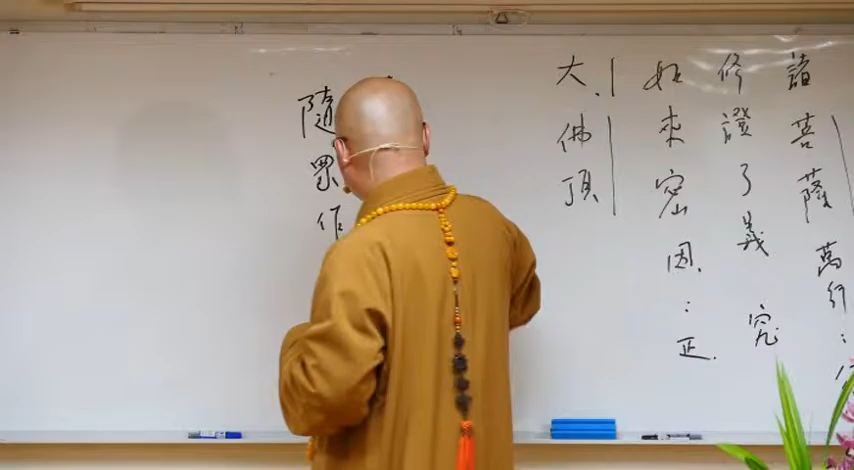 隨眾作
大佛頂
如來密因：正
修證了義 究
諸菩薩萬行：